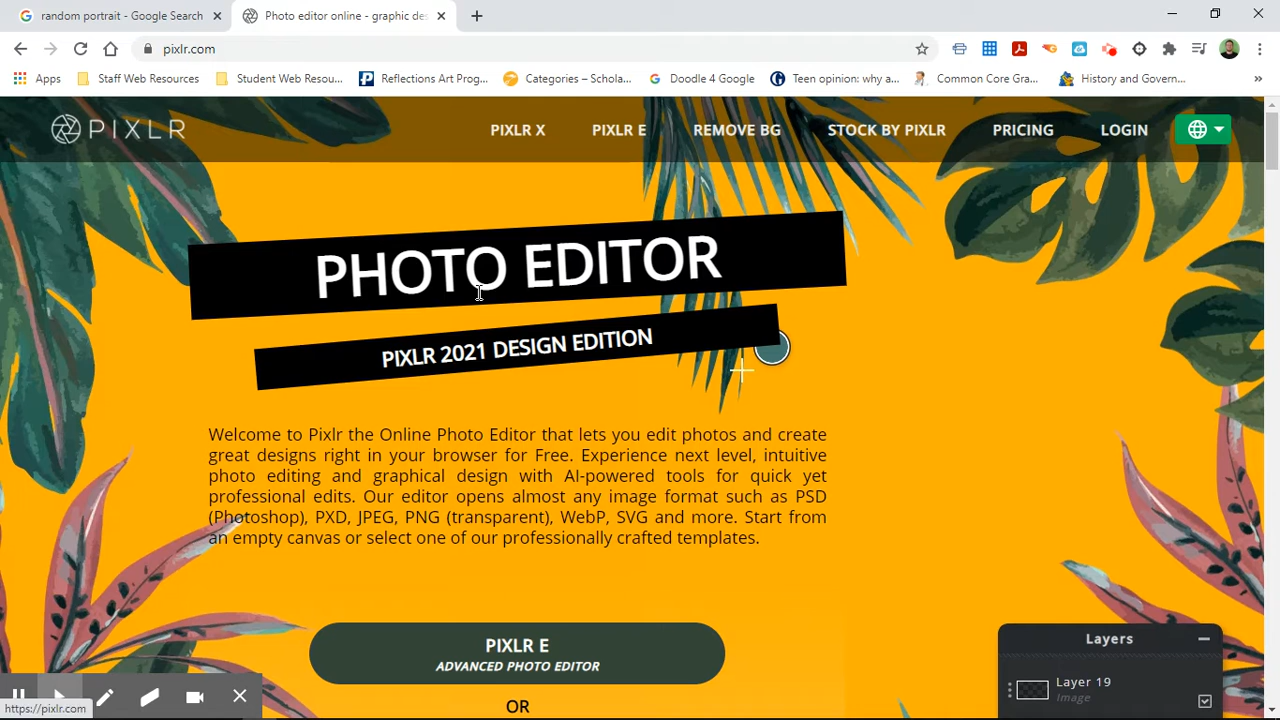 random portrait - Google Search
Photo editor online - graphic des
pixlr.com
Apps
Staff Web Resources
Student Web Resou...
Reflections Art Prog...
Categories – Schola...
Doodle 4 Google
Teen opinion: why a...
Common Core Gra...
History and Govern...
PIXLR
PIXLR X
PIXLR E
REMOVE BG
STOCK BY PIXLR
PRICING
LOGIN
PHOTO EDITOR
PIXLR 2021 DESIGN EDITION
Welcome to Pixlr the Online Photo Editor that lets you edit photos and create
great designs right in your browser for Free. Experience next level, intuitive
photo editing and graphical design with AI-powered tools for quick yet
professional edits. Our editor opens almost any image format such as PSD
(Photoshop), PXD, JPEG, PNG (transparent), WebP, SVG and more. Start from
an empty canvas or select one of our professionally crafted templates.
PIXLR E
ADVANCED PHOTO EDITOR
OR
Layers
Layer 19
Image
https://pixlr.com